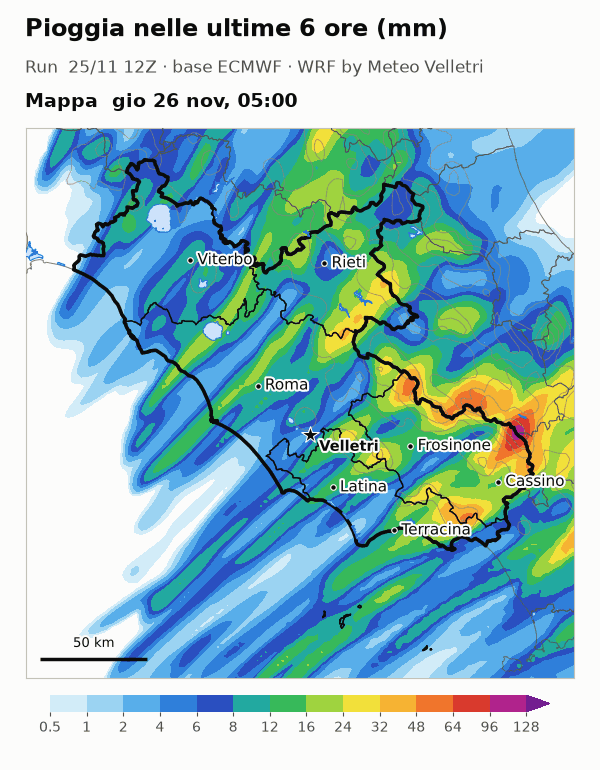 Pioggia nelle ultime 6 ore (mm)
Run 25/11 12Z · base ECMWF · WRF by Meteo Velletri
Mappa gio 26 nov, 05:00
Viterbo
Rieti
Roma
Velletri
Frosinone
Latina
Cassino
Terracina
50 km
0.5 1 2 4 6 8 12 16 24 32 48 64 96 128